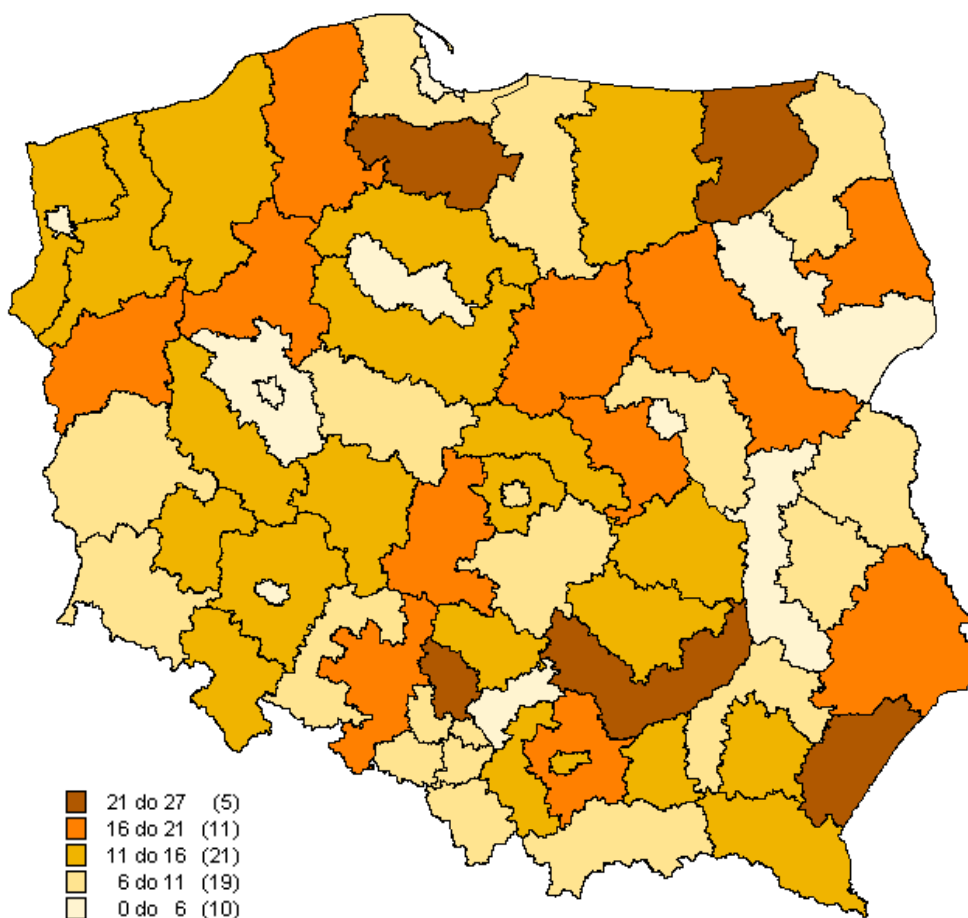 21 do 27 (5)
16 do 21 (11)
11 do 16 (21)
6 do 11 (19)
0 do 6 (10)